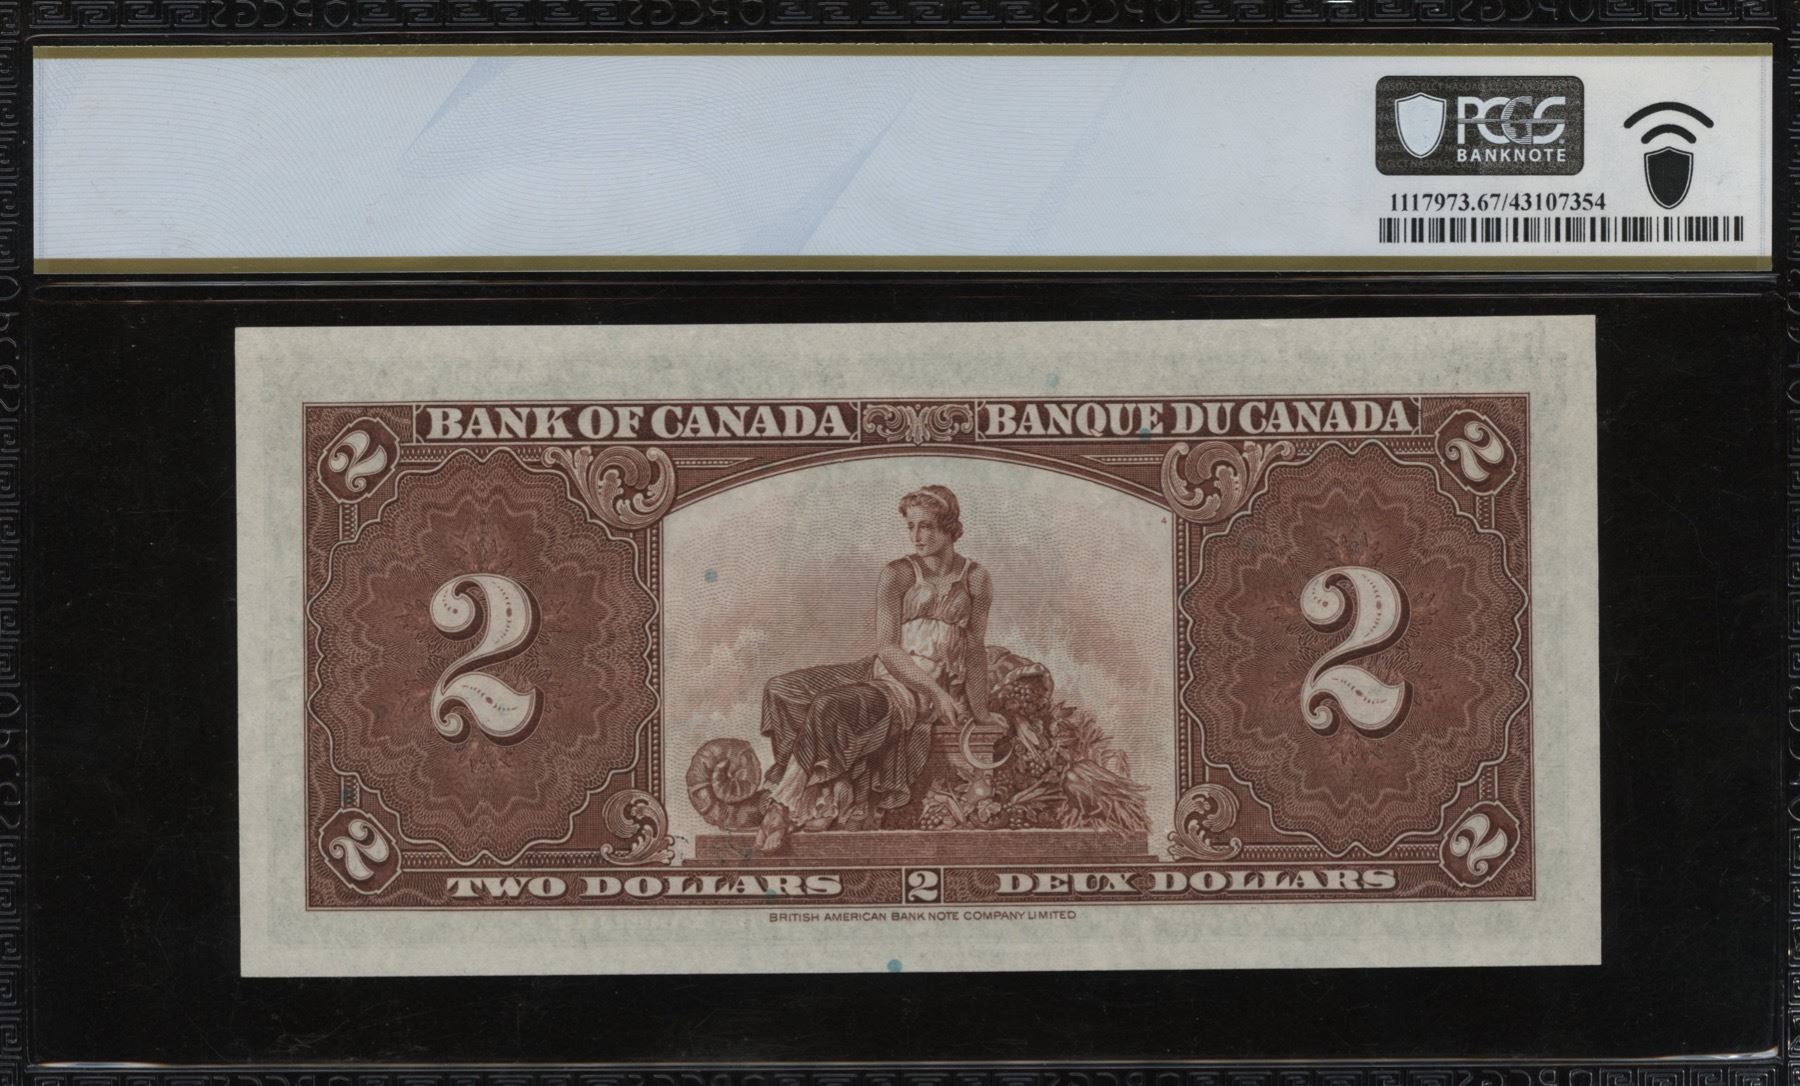 PCGS
BANKNOTE
1117973.67/43107354
BANK OF CANADA BANQUE DU CANADA
2 2
4
2 2
2 2
TWO DOLLARS 2 DEUX DOLLARS
BRITISH AMERICAN BANK NOTE COMPANY LIMITED